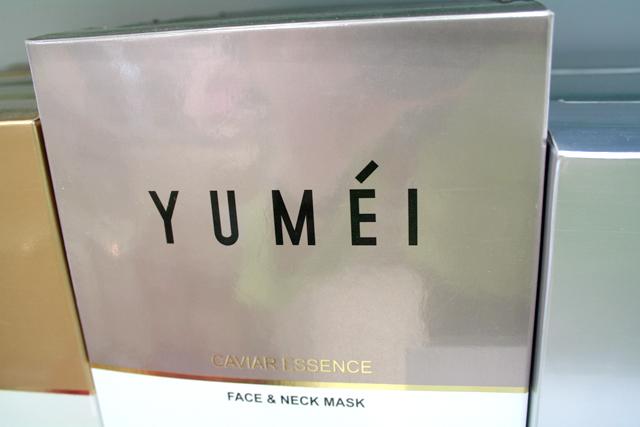 YUMÉI
CAVIAR ESSENCE
FACE & NECK MASK